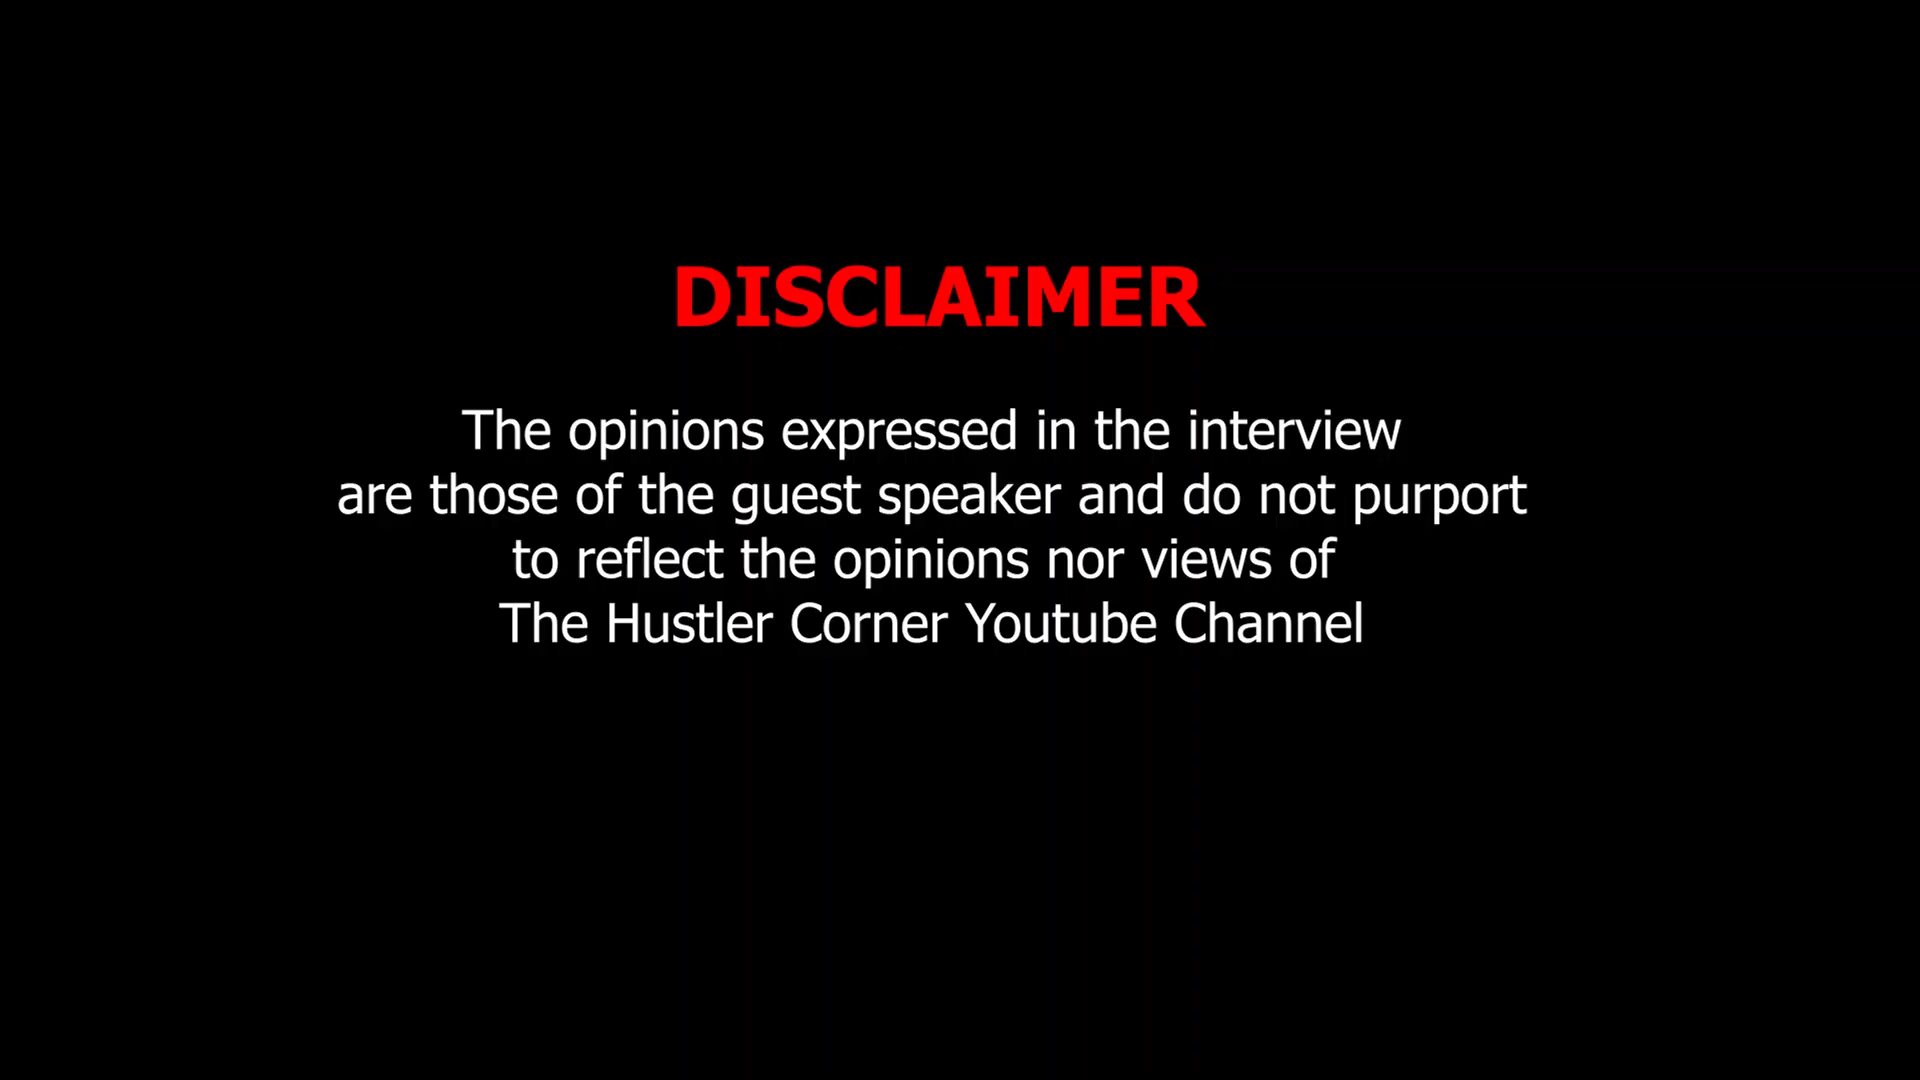 DISCLAIMER
The opinions expressed in the interview
are those of the guest speaker and do not purport
to reflect the opinions nor views of
The Hustler Corner Youtube Channel